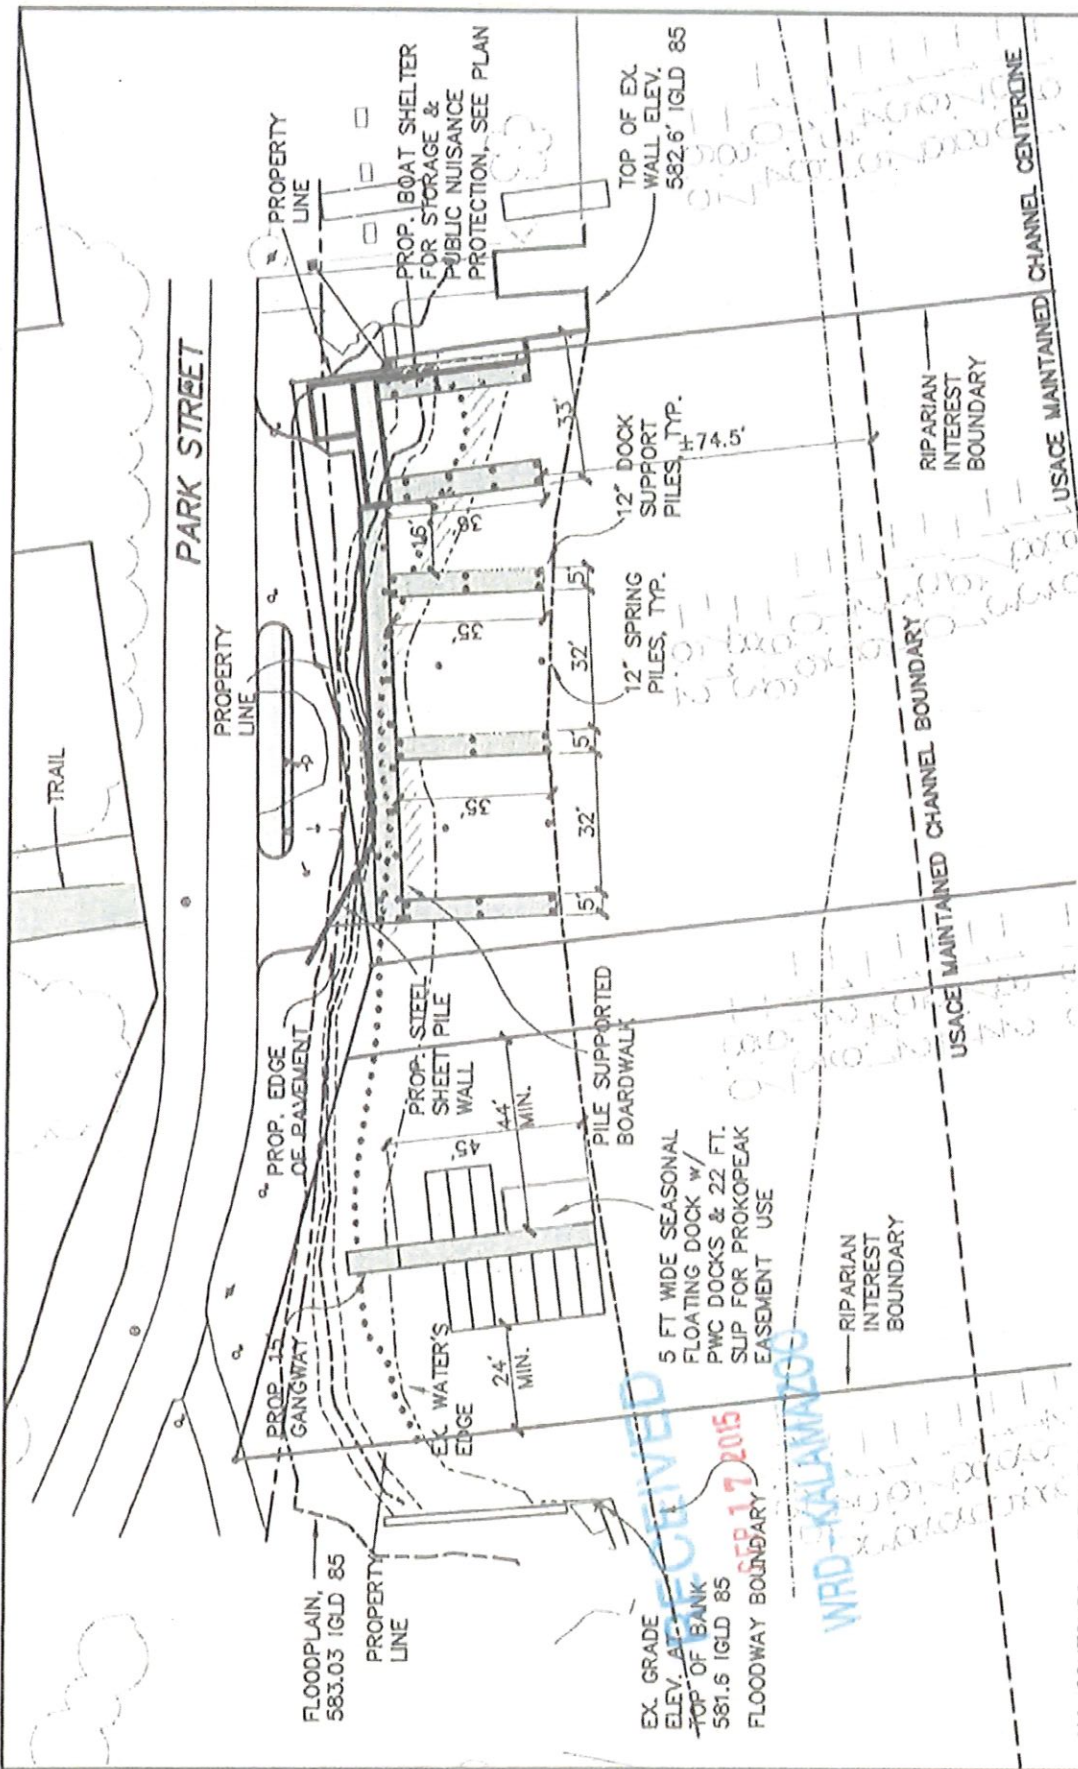 TRAIL
PARK STREET
PROPERTY
LINE
PROPERTY
LINE
PROP. BOAT SHELTER
FOR STORAGE &
PUBLIC NUISANCE
PROTECTION, SEE PLAN
TOP OF EX.
WALL ELEV.
582.6' IGLD 85
PROP. EDGE
OF PAVEMENT
PROP. STEEL
SHEET PILE
WALL
PROP. 15
GANGWAY
EX. WATER'S
EDGE
FLOODPLAIN,
583.03 IGLD 85
PROPERTY
LINE
24'
MIN.
44'
MIN.
45'
5'
32'
35'
5'
32'
35'
5'
16'
38'
33'
±74.5'
12" SPRING
PILES, TYP.
12" DOCK
SUPPORT
PILES, TYP.
PILE SUPPORTED
BOARDWALK
5 FT WIDE SEASONAL
FLOATING DOCK w/
PWC DOCKS & 22 FT.
SLIP FOR PROKOPEAK
EASEMENT USE
EX. GRADE
ELEV. AT
TOP OF BANK
581.6 IGLD 85
FLOODWAY BOUNDARY
RECEIVED
SEP 17 2015
WRD-KALAMAZOO
RIPARIAN
INTEREST
BOUNDARY
RIPARIAN
INTEREST
BOUNDARY
USACE MAINTAINED CHANNEL BOUNDARY
USACE MAINTAINED CHANNEL CENTERLINE